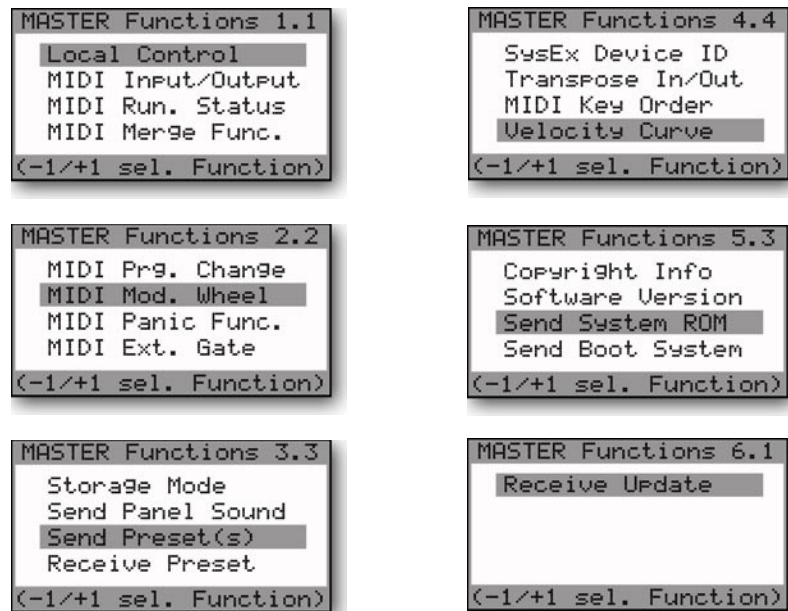 MASTER Functions 1.1
Local Control
MIDI Input/Output
MIDI Run. Status
MIDI Merge Func.
(-1/+1 sel. Function)
MASTER Functions 2.2
MIDI Prg. Change
MIDI Mod. Wheel
MIDI Panic Func.
MIDI Ext. Gate
(-1/+1 sel. Function)
MASTER Functions 3.3
Storage Mode
Send Panel Sound
Send Preset(s)
Receive Preset
(-1/+1 sel. Function)
MASTER Functions 4.4
SysEx Device ID
Transpose In/Out
MIDI Key Order
Velocity Curve
(-1/+1 sel. Function)
MASTER Functions 5.3
Copyright Info
Software Version
Send System ROM
Send Boot System
(-1/+1 sel. Function)
MASTER Functions 6.1
Receive Update
(-1/+1 sel. Function)